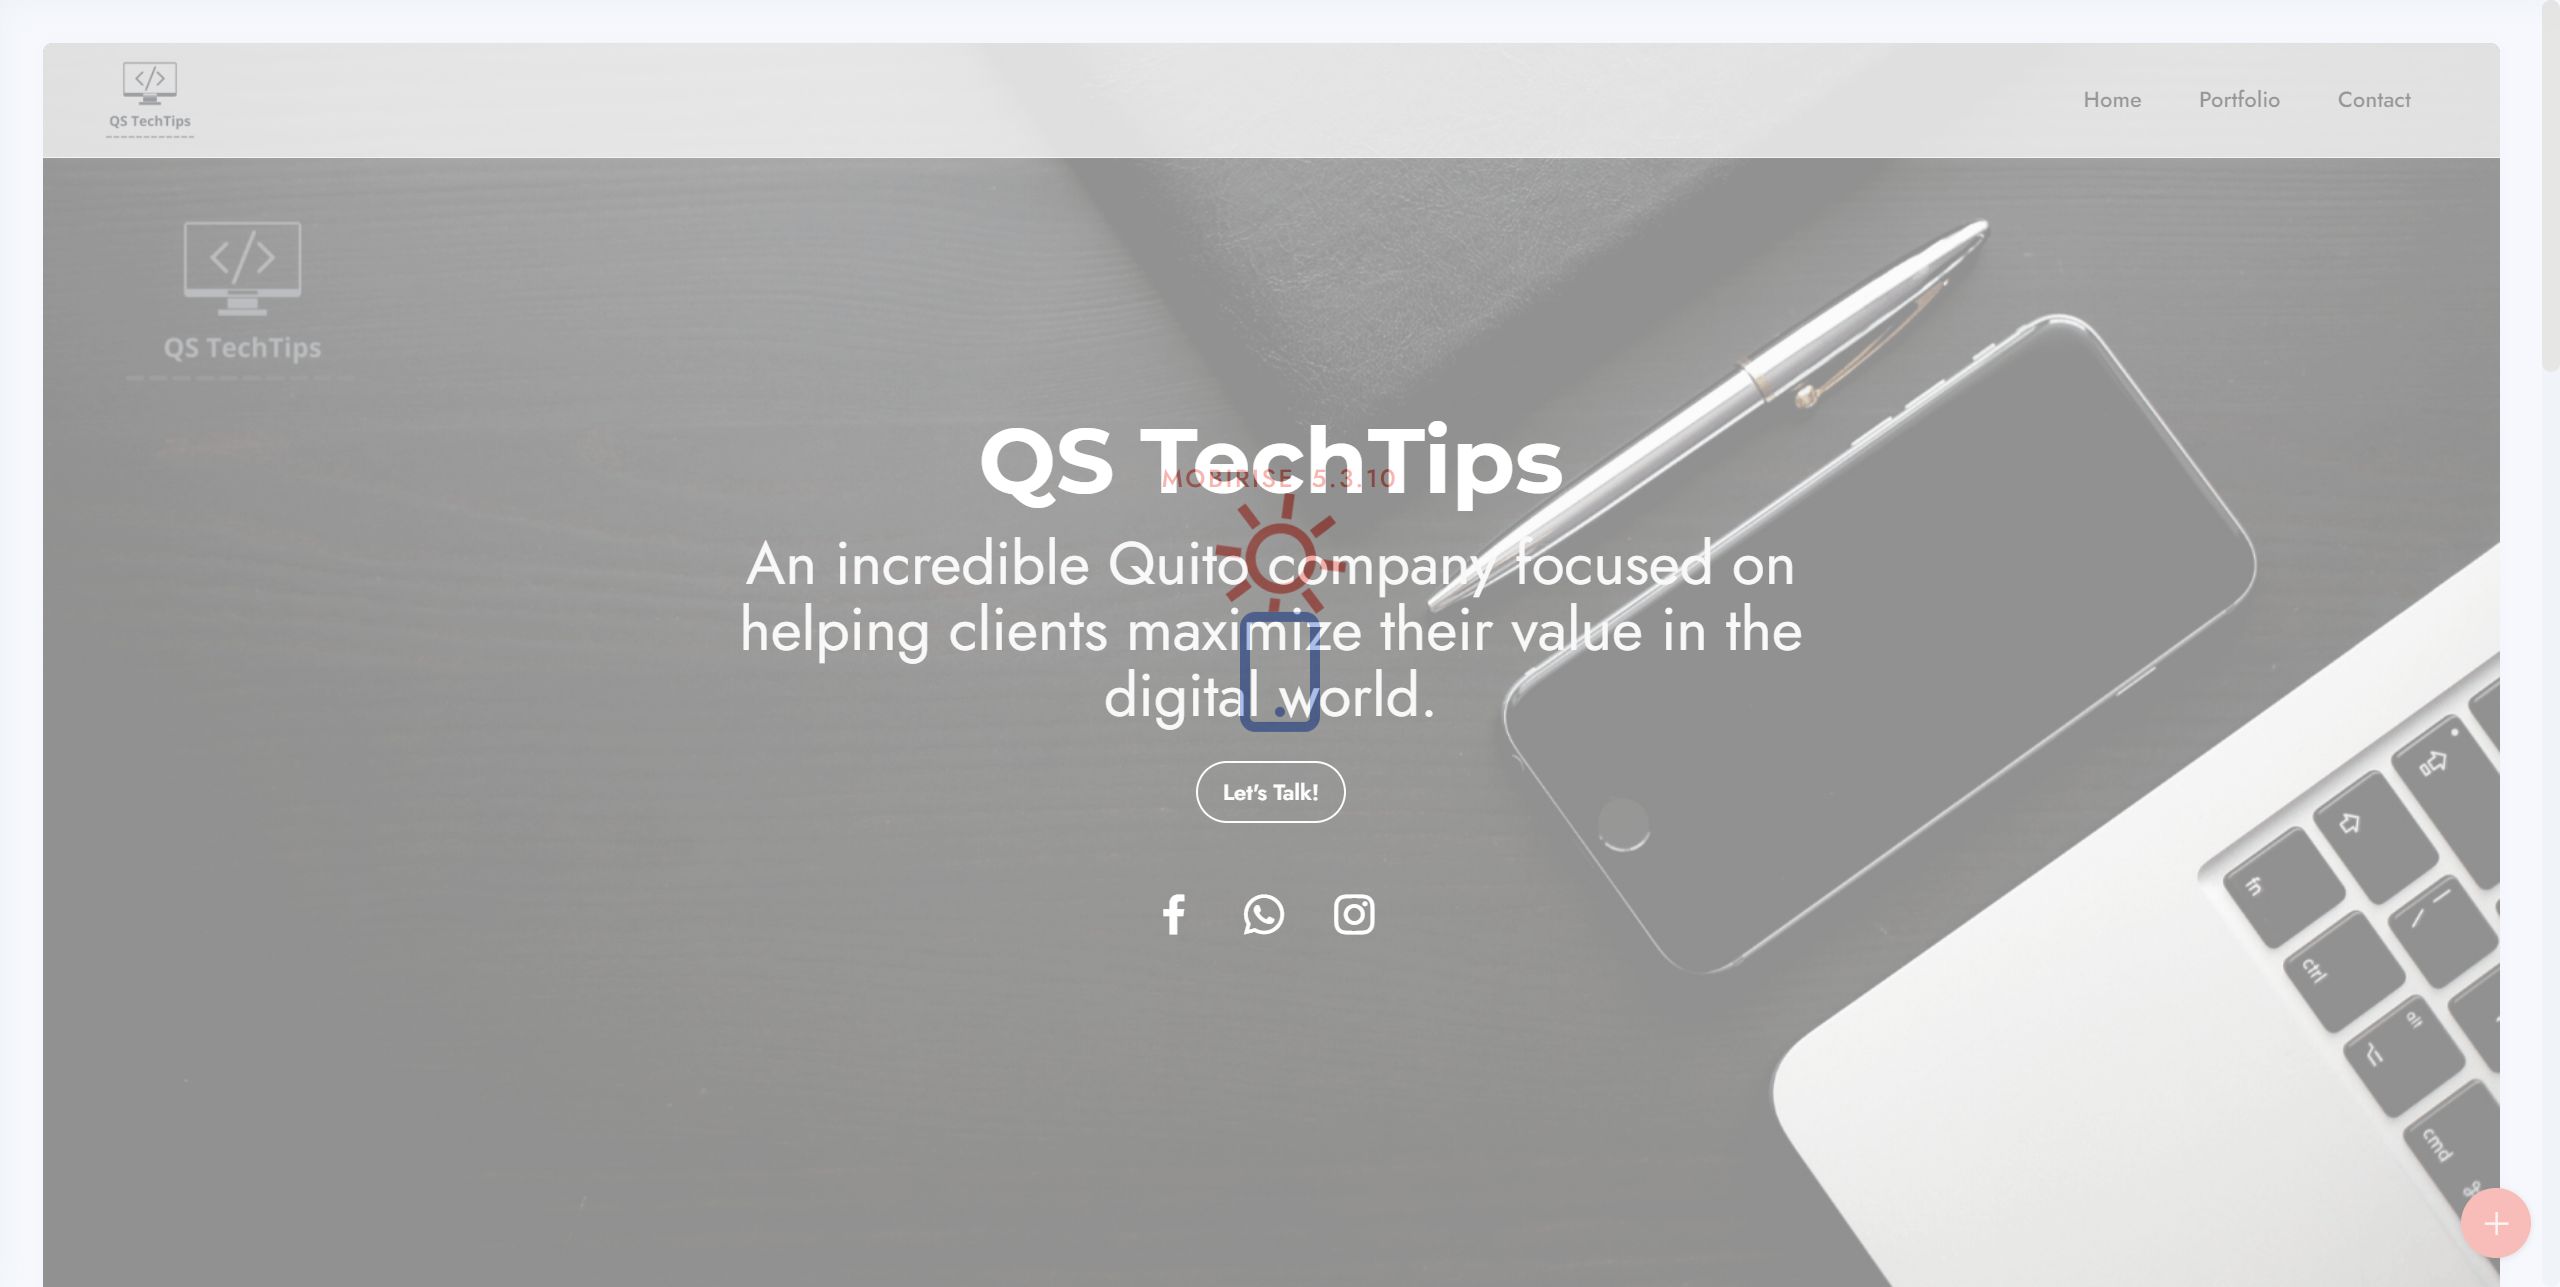 </>
QS TechTips
Home Portfolio Contact
</>
QS TechTips
QS TechTips
MOBIRISE 5.3.10
An incredible Quito company focused on
helping clients maximize their value in the
digital world.
Let's Talk!
fn
ctrl
alt
cmd
⌘